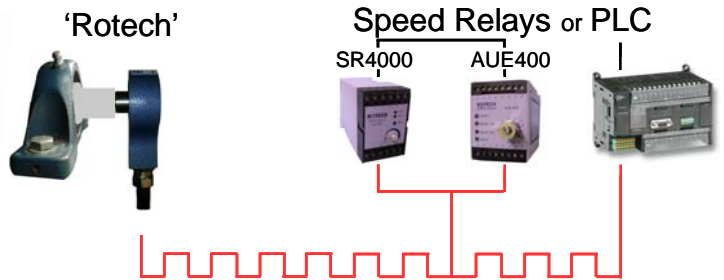 ‘Rotech’
Speed Relays or PLC
SR4000 AUE400